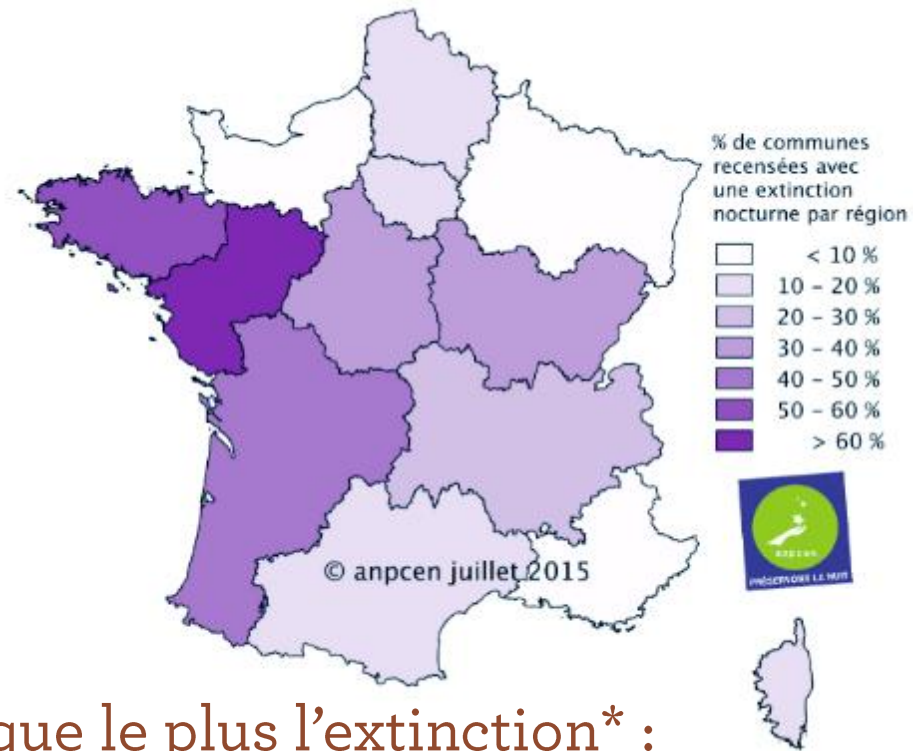 % de communes
recensées avec
une extinction
nocturne par région
< 10 %
10 - 20 %
20 - 30 %
30 - 40 %
40 - 50 %
50 - 60 %
> 60 %
anpcen
PRÉSERVONS LA NUIT
© anpcen juillet 2015
que le plus l'extinction* :